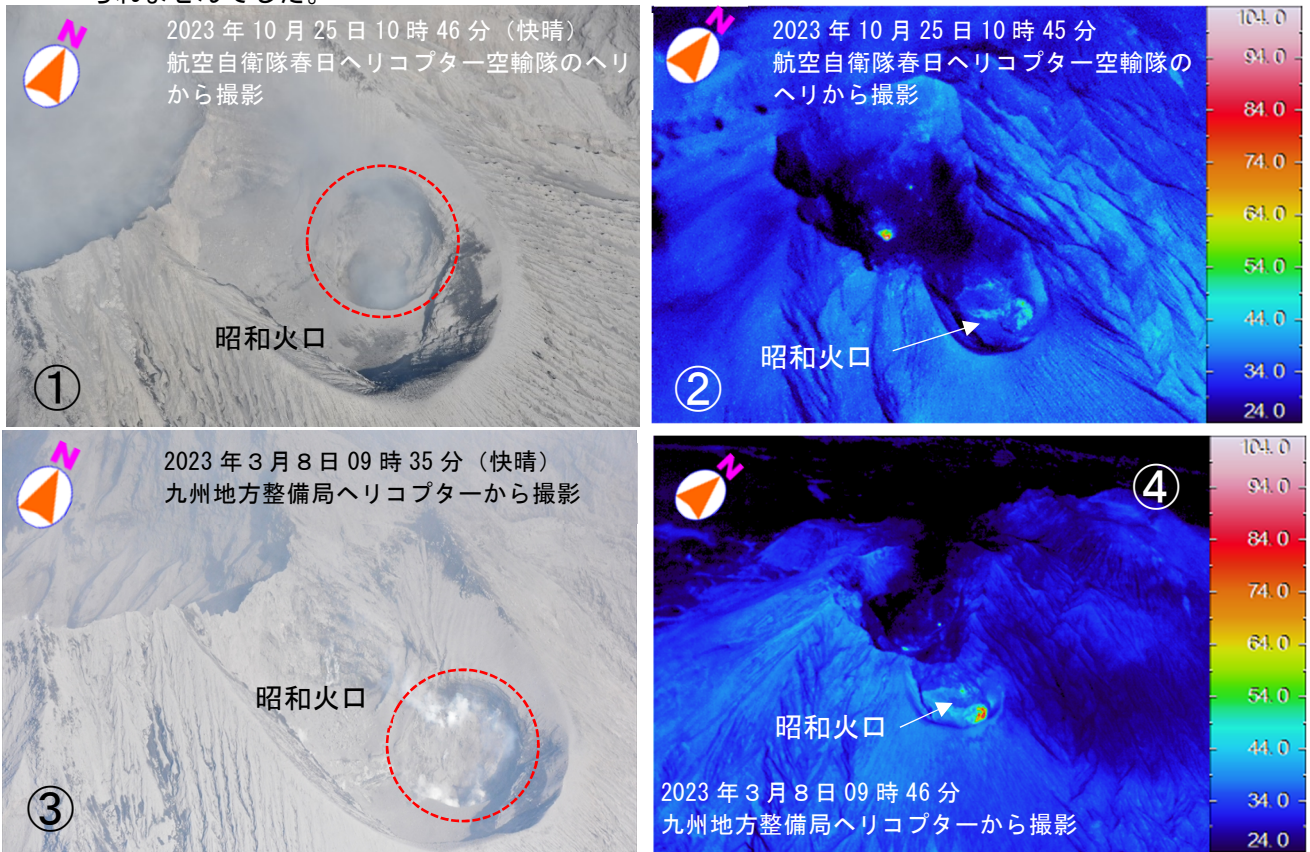 られませんでした。
N
2023 年 10 月 25 日 10 時 46 分（快晴）
航空自衛隊春日ヘリコプター空輸隊のヘリ
から撮影
昭和火口
①
N
2023 年 10 月 25 日 10 時 45 分
航空自衛隊春日ヘリコプター空輸隊の
ヘリから撮影
昭和火口
②
104.0
94.0
84.0
74.0
64.0
54.0
44.0
34.0
24.0
N
2023 年３月８日 09 時 35 分（快晴）
九州地方整備局ヘリコプターから撮影
昭和火口
③
N
④
昭和火口
2023 年３月８日 09 時 46 分
九州地方整備局ヘリコプターから撮影
104.0
94.0
84.0
74.0
64.0
54.0
44.0
34.0
24.0